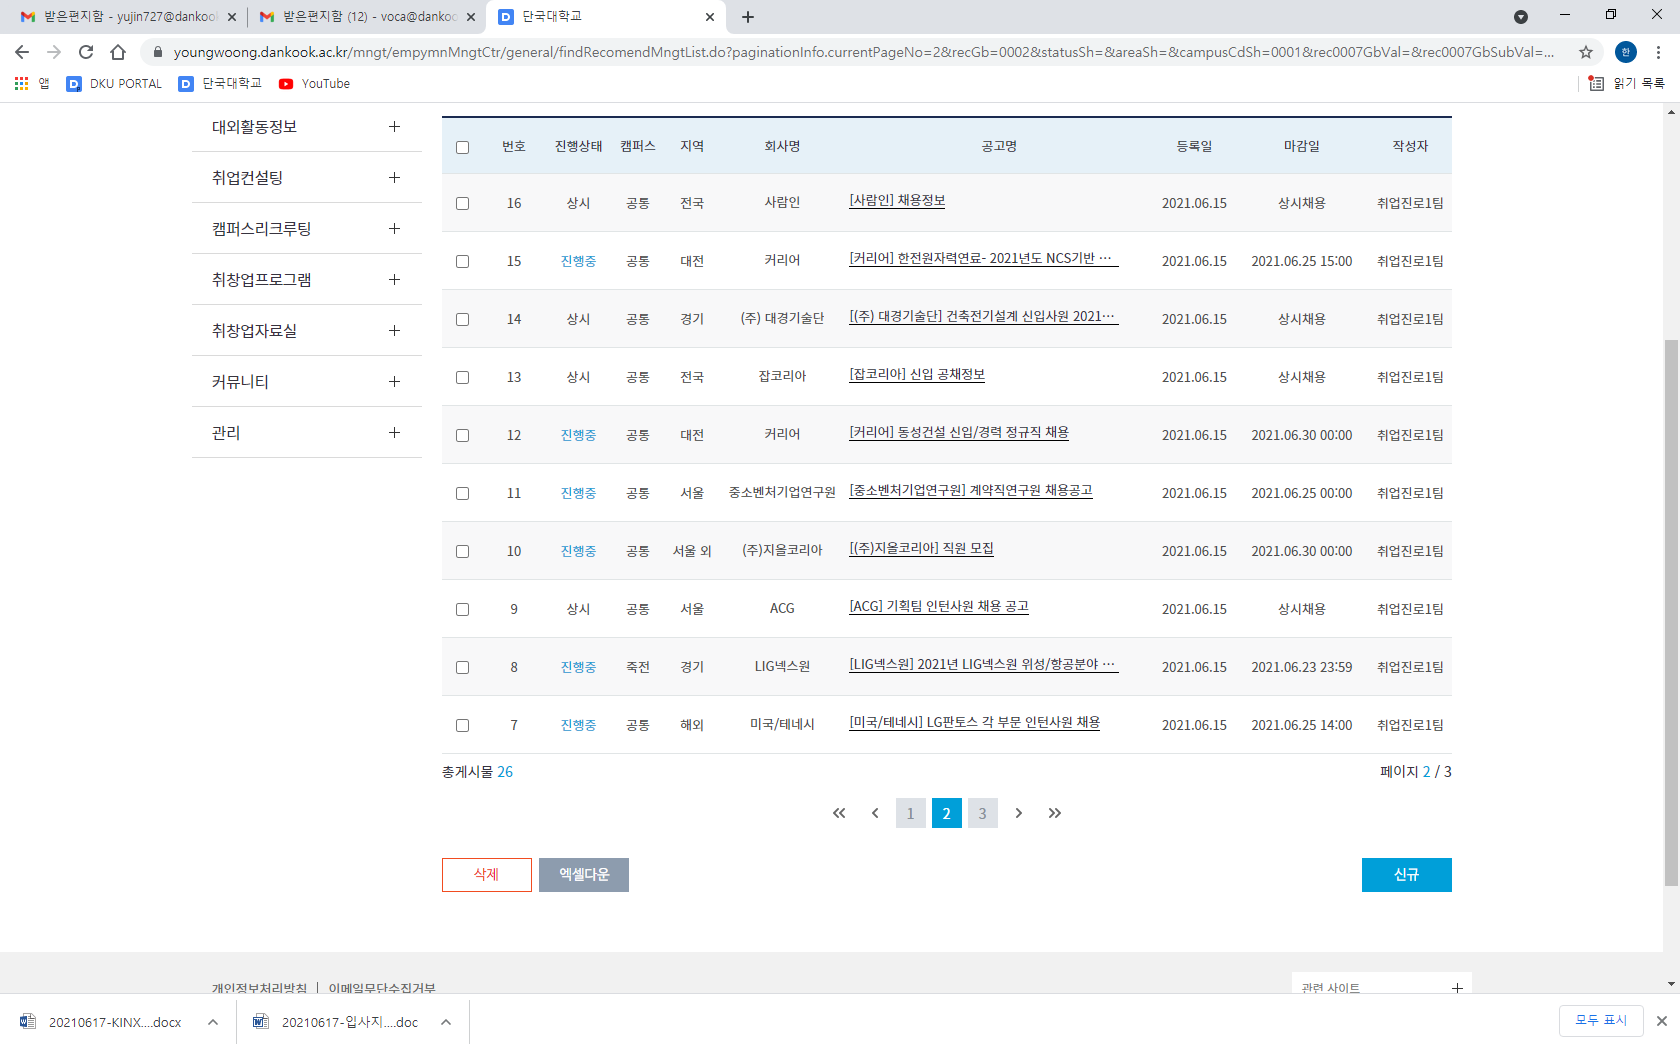 받은편지함 - yujin727@dankoo
받은편지함 (12) - voca@dankoo
단국대학교
youngwoong.dankook.ac.kr/mngt/empymnMngtCtr/general/findRecomendMngtList.do?paginationInfo.currentPageNo=2&recGb=0002&statusSh=&areaSh=&campusCdSh=0001&rec0007GbVal=&rec0007GbSubVal=...
한
앱
DKU PORTAL
단국대학교
YouTube
읽기 목록
대외활동정보
취업컨설팅
캠퍼스리크루팅
취창업프로그램
취창업자료실
커뮤니티
관리
번호 진행상태 캠퍼스 지역 회사명 공고명 등록일 마감일 작성자
16 상시 공통 전국 사람인 [사람인] 채용정보 2021.06.15 상시채용 취업진로1팀
15 진행중 공통 대전 커리어 [커리어] 한전원자력연료- 2021년도 NCS기반 ... 2021.06.15 2021.06.25 15:00 취업진로1팀
14 상시 공통 경기 (주) 대경기술단 [(주) 대경기술단] 건축전기설계 신입사원 2021... 2021.06.15 상시채용 취업진로1팀
13 상시 공통 전국 잡코리아 [잡코리아] 신입 공채정보 2021.06.15 상시채용 취업진로1팀
12 진행중 공통 대전 커리어 [커리어] 동성건설 신입/경력 정규직 채용 2021.06.15 2021.06.30 00:00 취업진로1팀
11 진행중 공통 서울 중소벤처기업연구원 [중소벤처기업연구원] 계약직연구원 채용공고 2021.06.15 2021.06.25 00:00 취업진로1팀
10 진행중 공통 서울 외 (주)지올코리아 [(주)지올코리아] 직원 모집 2021.06.15 2021.06.30 00:00 취업진로1팀
9 상시 공통 서울 ACG [ACG] 기획팀 인턴사원 채용 공고 2021.06.15 상시채용 취업진로1팀
8 진행중 죽전 경기 LIG넥스원 [LIG넥스원] 2021년 LIG넥스원 위성/항공분야 ... 2021.06.15 2021.06.23 23:59 취업진로1팀
7 진행중 공통 해외 미국/테네시 [미국/테네시] LG판토스 각 부문 인턴사원 채용 2021.06.15 2021.06.25 14:00 취업진로1팀
총게시물 26
페이지 2 / 3
1 2 3
삭제
엑셀다운
신규
개인정보처리방침 | 이메일무단수집거부
관련 사이트
20210617-KINX....docx
20210617-입사지....doc
모두 표시